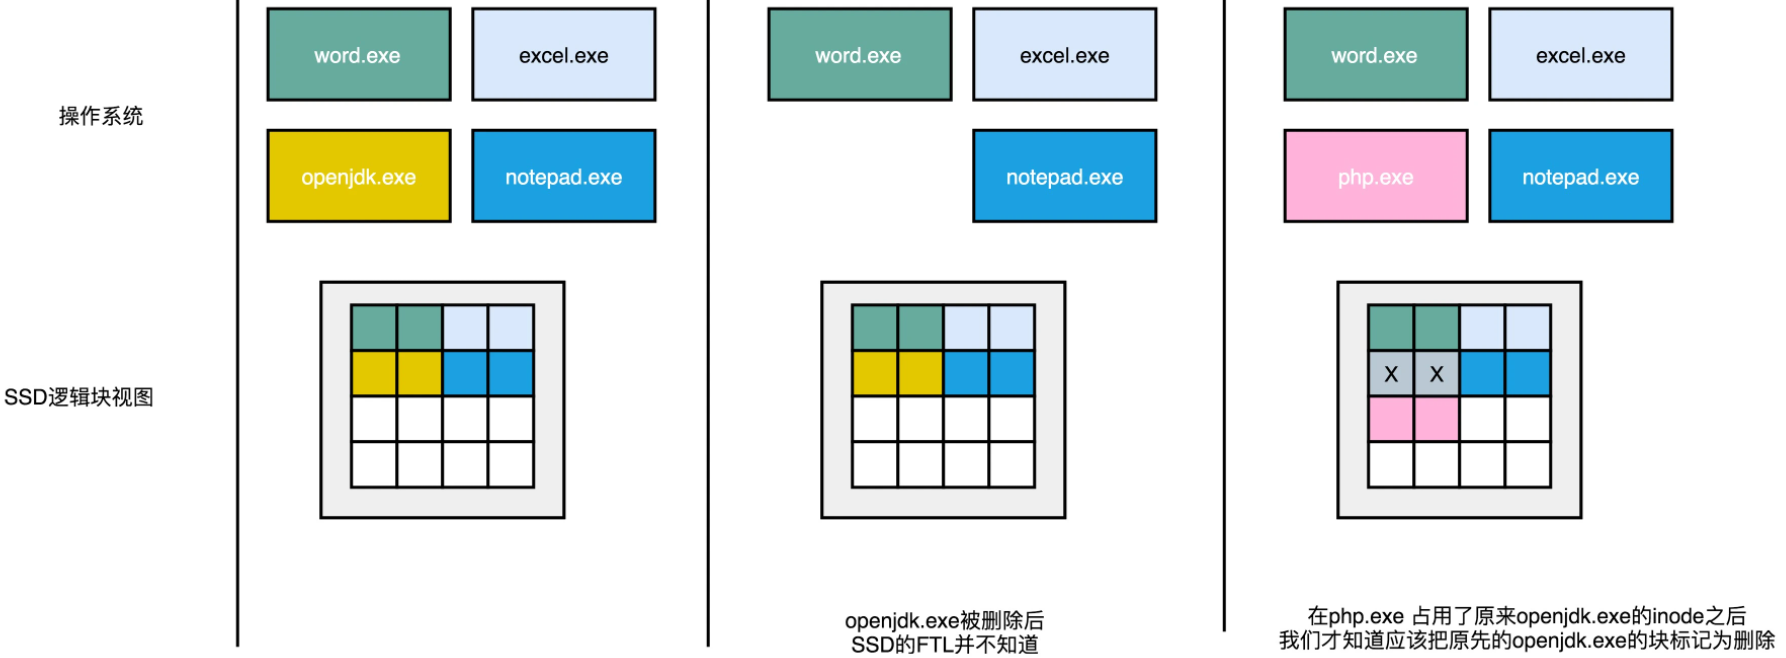 操作系统
word.exe
excel.exe
openjdk.exe
notepad.exe
word.exe
excel.exe
notepad.exe
word.exe
excel.exe
php.exe
notepad.exe
SSD逻辑块视图
X X
openjdk.exe被删除后
SSD的FTL并不知道
在php.exe 占用了原来openjdk.exe的inode之后
我们才知道应该把原先的openjdk.exe的块标记为删除